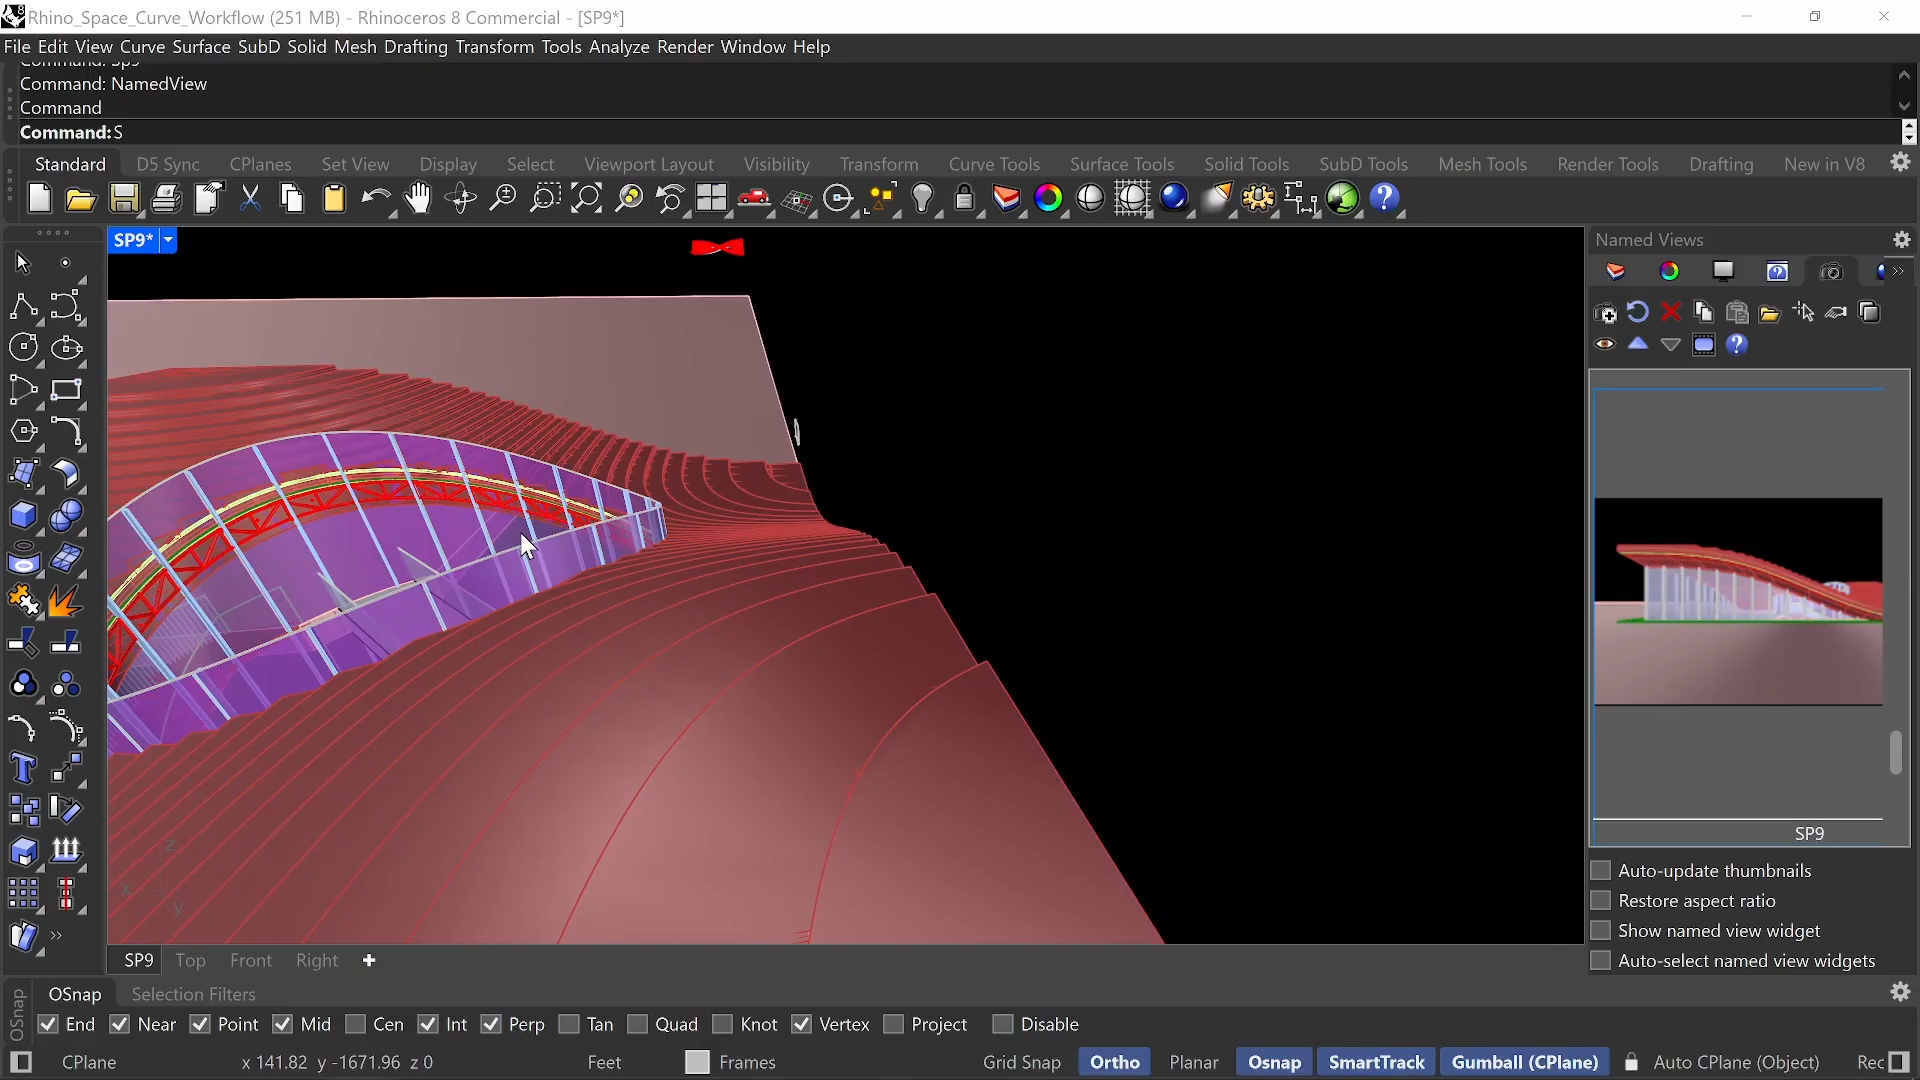 Rhino_Space_Curve_Workflow (251 MB) - Rhinoceros 8 Commercial - [SP9*]
File Edit View Curve Surface SubD Solid Mesh Drafting Transform Tools Analyze Render Window Help
Command: Sp9
Command: NamedView
Command
Command: S
Standard D5 Sync CPlanes Set View Display Select Viewport Layout Visibility Transform Curve Tools Surface Tools Solid Tools SubD Tools Mesh Tools Render Tools Drafting New in V8
SP9*
Named Views
SP9
Auto-update thumbnails
Restore aspect ratio
Show named view widget
Auto-select named view widgets
z
x
y
SP9 Top Front Right
OSnap Selection Filters
OSnap
End Near Point Mid Cen Int Perp Tan Quad Knot Vertex Project Disable
CPlane x 141.82 y -1671.96 z 0 Feet Frames Grid Snap Ortho Planar Osnap SmartTrack Gumball (CPlane) Auto CPlane (Object) Rec